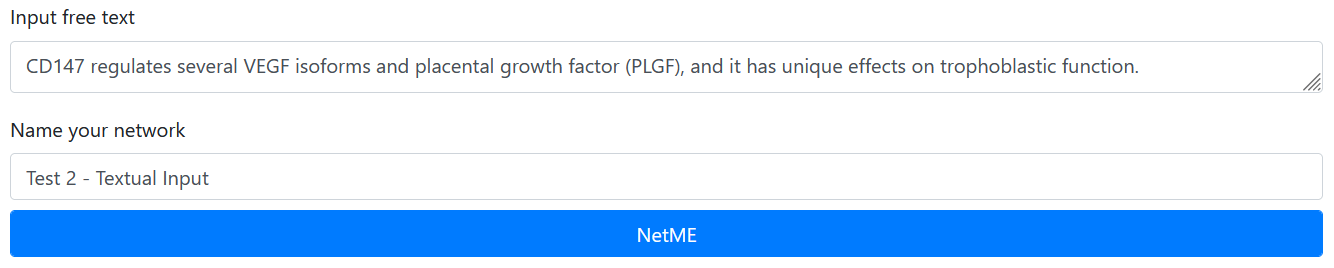 Input free text
CD147 regulates several VEGF isoforms and placental growth factor (PLGF), and it has unique effects on trophoblastic function.
Name your network
Test 2 - Textual Input
NetME